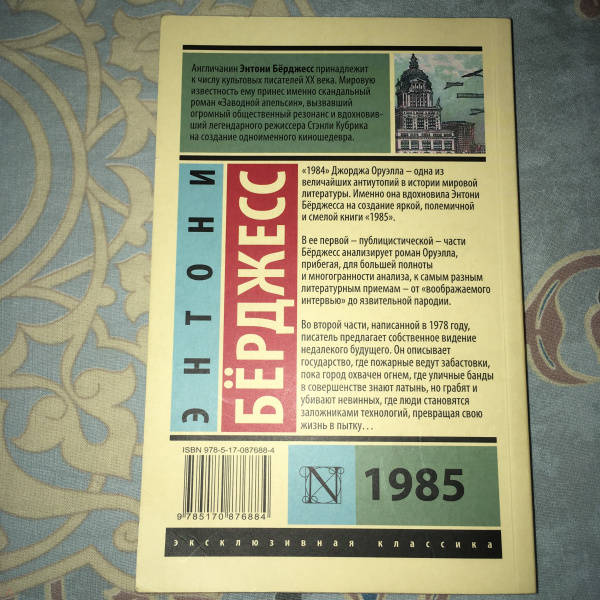 Англичанин Энтони Бёрджесс принадлежит
к числу культовых писателей XX века. Мировую
известность ему принес именно скандальный
роман «Заводной апельсин», вызвавший
огромный общественный резонанс и вдохновив-
ший легендарного режиссера Стэнли Кубрика
на создание одноименного киношедевра.
ЭНТОНИ
БЁРДЖЕСС
«1984» Джорджа Оруэлла – одна из
величайших антиутопий в истории мировой
литературы. Именно она вдохновила Энтони
Бёрджесса на создание яркой, полемичной
и смелой книги «1985».
В ее первой – публицистической – части
Бёрджесс анализирует роман Оруэлла,
прибегая, для большей полноты
и многогранности анализа, к самым разным
литературным приемам – от «воображаемого
интервью» до язвительной пародии.
Во второй части, написанной в 1978 году,
писатель предлагает собственное видение
недалекого будущего. Он описывает
государство, где пожарные ведут забастовки,
пока город охвачен огнем, где уличные банды
в совершенстве знают латынь, но грабят и
убивают невинных, где люди становятся
заложниками технологий, превращая свою
жизнь в пытку…
ISBN 978-5-17-087688-4
9 785170 876884
N
1985
эксклюзивная классика